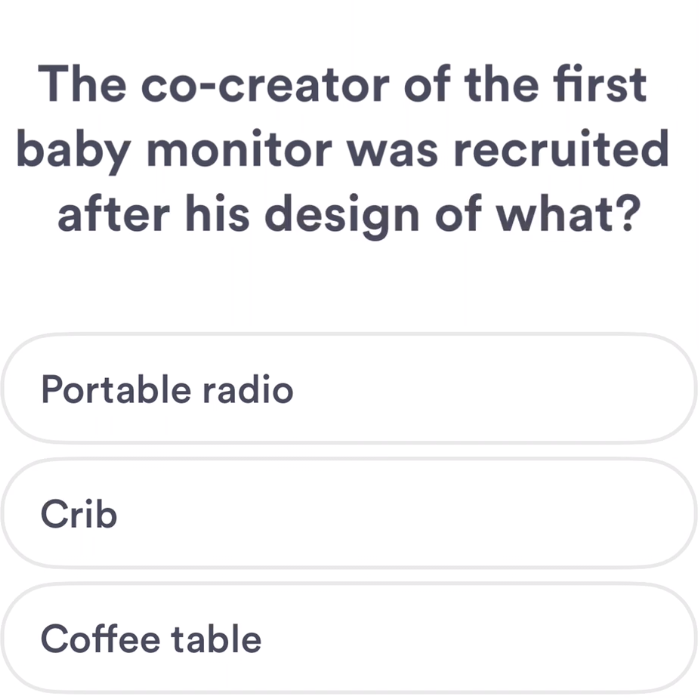 The co-creator of the first
baby monitor was recruited
after his design of what?
Portable radio
Crib
Coffee table